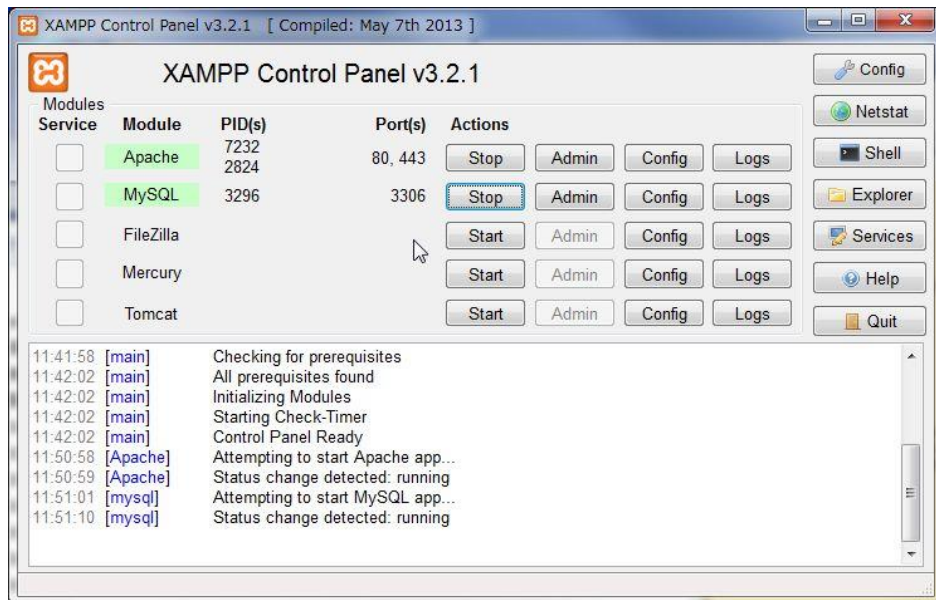 XAMPP Control Panel v3.2.1 [ Compiled: May 7th 2013 ]
XAMPP Control Panel v3.2.1
Config
Modules
Service Module PID(s) Port(s) Actions
Netstat
Apache 7232 2824 80, 443 Stop Admin Config Logs
Shell
MySQL 3296 3306 Stop Admin Config Logs
Explorer
FileZilla Start Admin Config Logs
Services
Mercury Start Admin Config Logs
Help
Tomcat Start Admin Config Logs
Quit
11:41:58 [main] Checking for prerequisites
11:42:02 [main] All prerequisites found
11:42:02 [main] Initializing Modules
11:42:02 [main] Starting Check-Timer
11:42:02 [main] Control Panel Ready
11:50:58 [Apache] Attempting to start Apache app...
11:50:59 [Apache] Status change detected: running
11:51:01 [mysql] Attempting to start MySQL app...
11:51:10 [mysql] Status change detected: running